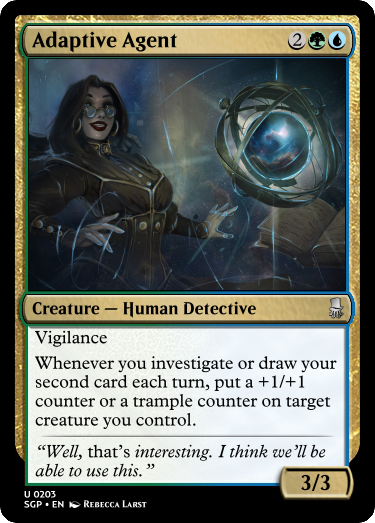 Adaptive Agent 2
Creature — Human Detective
Vigilance
Whenever you investigate or draw your
second card each turn, put a +1/+1
counter or a trample counter on target
creature you control.
“Well, that’s interesting. I think we’ll be
able to use this.”
3/3
U 0203
SGP • EN Rebecca Larst